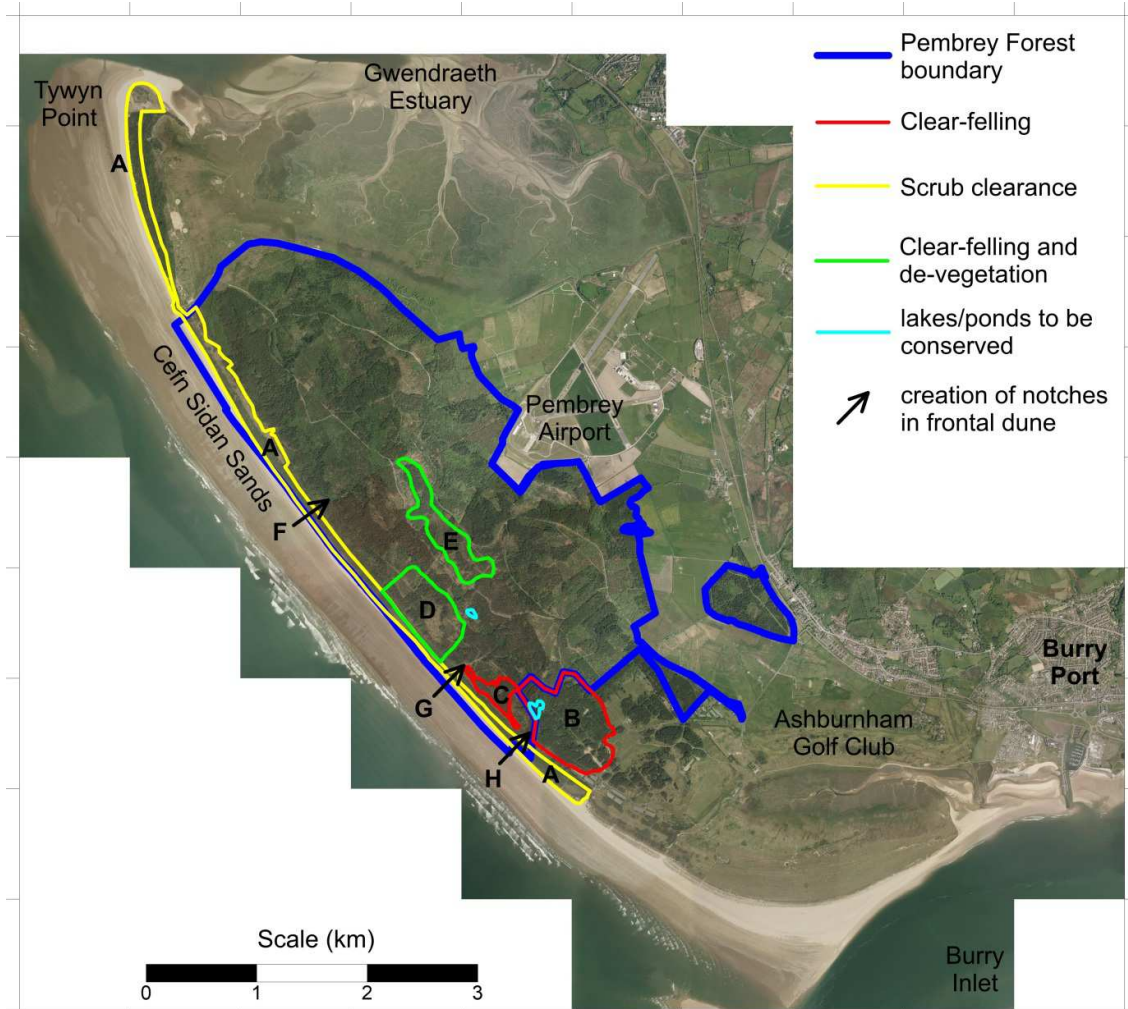 Tywyn
Point
Gwendraeth
Estuary
Pembrey Forest
boundary
Clear-felling
Scrub clearance
Clear-felling and
de-vegetation
lakes/ponds to be
conserved
creation of notches
in frontal dune
A
Cefn Sidan Sands
Pembrey
Airport
A
F
E
D
G
C
B
H
A
Ashburnham
Golf Club
Burry
Port
Burry
Inlet
Scale (km)
0 1 2 3